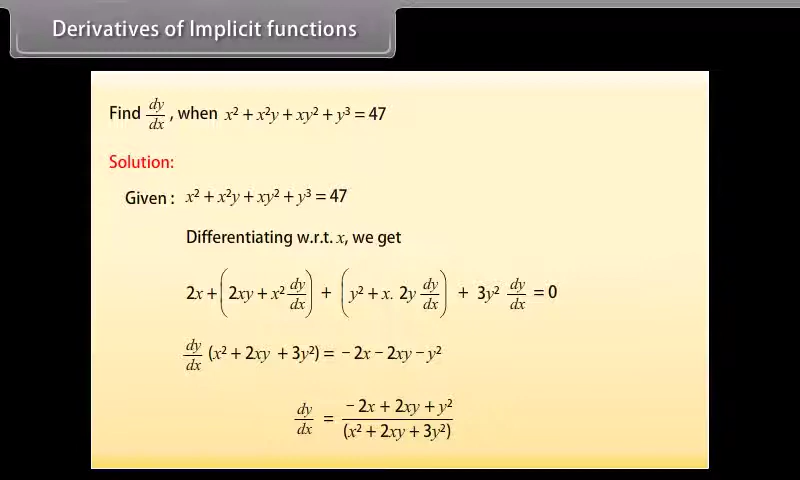 Derivatives of Implicit functions
Find dy/dx, when x² + x²y + xy² + y³ = 47
Solution:
Given : x² + x²y + xy² + y³ = 47
Differentiating w.r.t. x, we get
2x + (2xy + x² dy/dx) + (y² + x. 2y dy/dx) + 3y² dy/dx = 0
dy/dx (x² + 2xy + 3y²) = − 2x − 2xy − y²
dy/dx = − 2x + 2xy + y² / (x² + 2xy + 3y²)